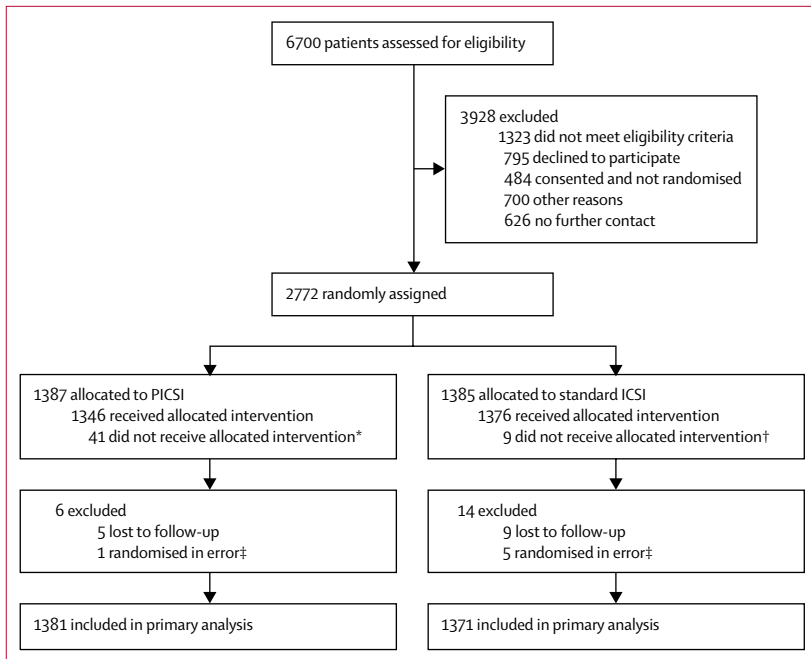 6700 patients assessed for eligibility
3928 excluded
1323 did not meet eligibility criteria
795 declined to participate
484 consented and not randomised
700 other reasons
626 no further contact
2772 randomly assigned
1387 allocated to PICSI
1346 received allocated intervention
41 did not receive allocated intervention*
1385 allocated to standard ICSI
1376 received allocated intervention
9 did not receive allocated intervention†
6 excluded
5 lost to follow-up
1 randomised in error‡
14 excluded
9 lost to follow-up
5 randomised in error‡
1381 included in primary analysis
1371 included in primary analysis